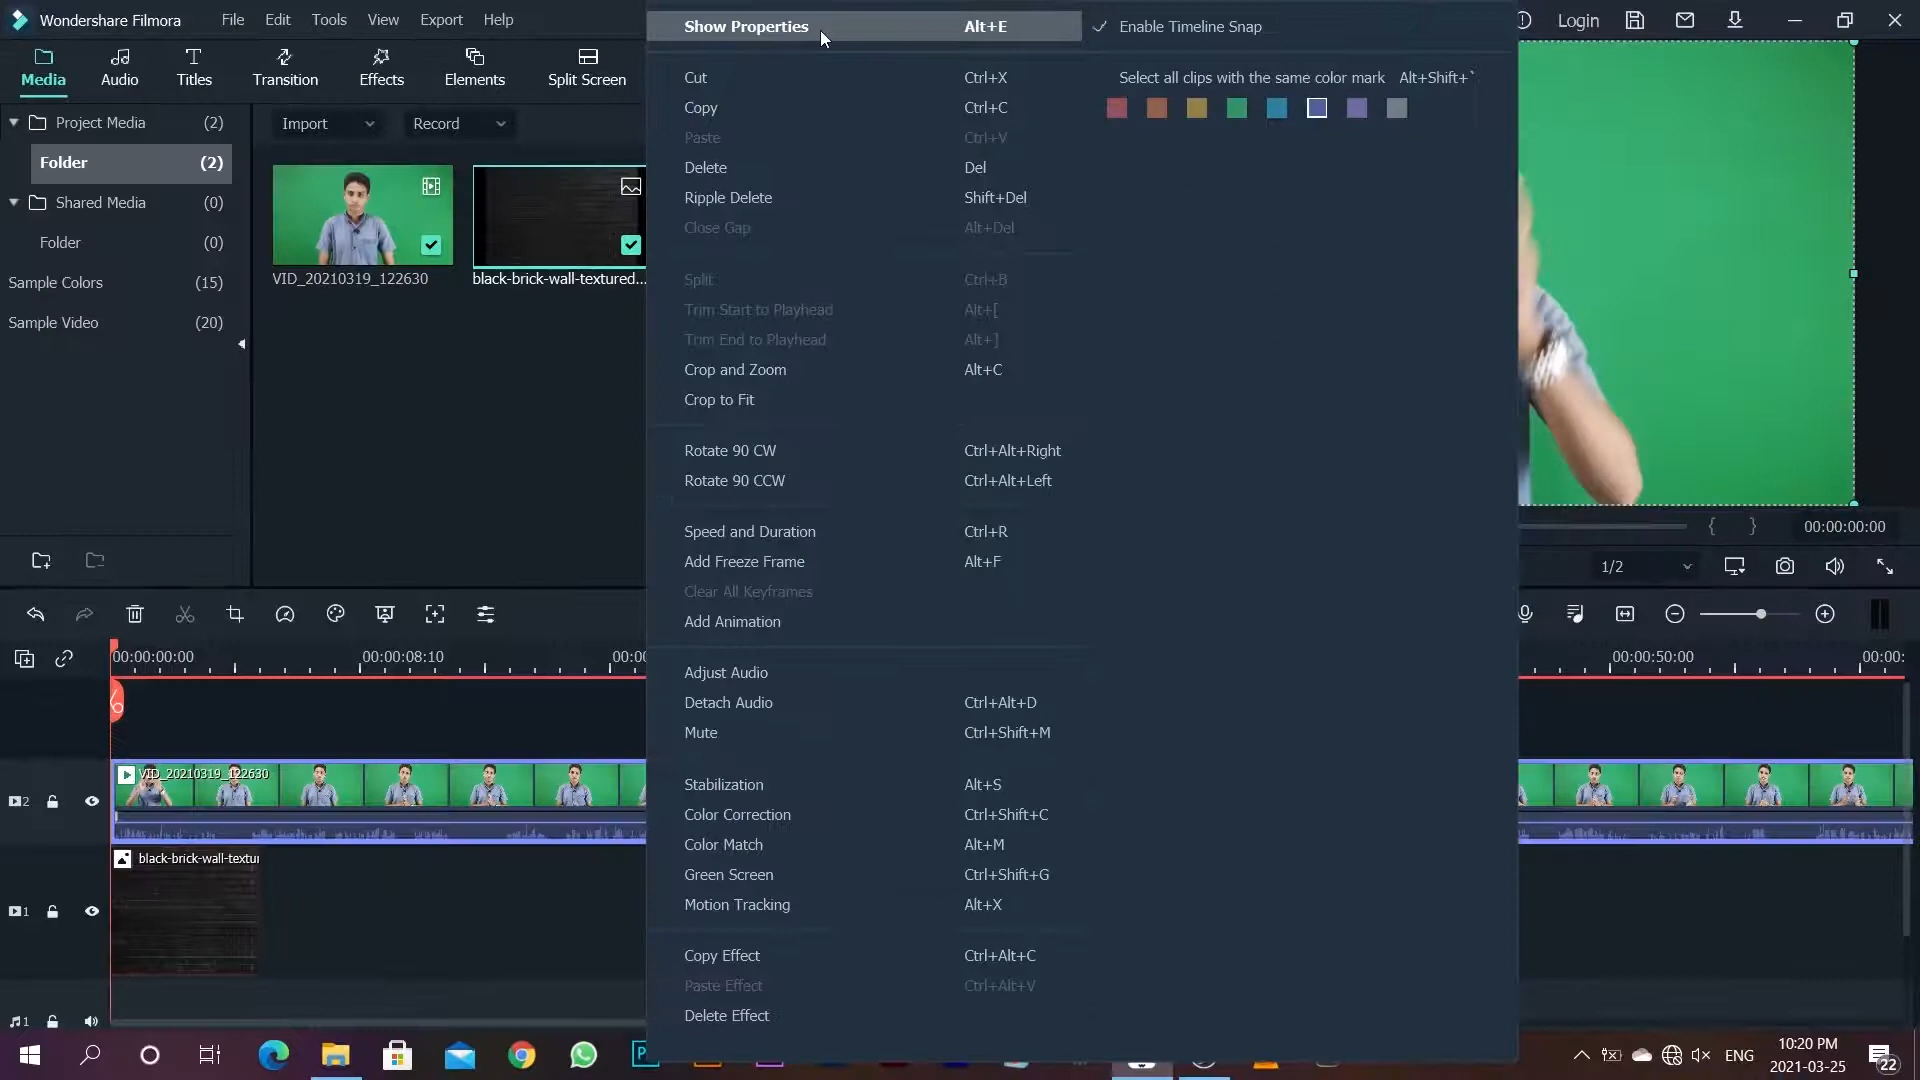 Wondershare Filmora
File
Edit
Tools
View
Export
Help
Login
Media
Audio
Titles
Transition
Effects
Elements
Split Screen
Project Media (2)
Folder (2)
Shared Media (0)
Folder (0)
Sample Colors (15)
Sample Video (20)
Import
Record
VID_20210319_122630
black-brick-wall-textured...
Show Properties Alt+E
Cut Ctrl+X
Copy Ctrl+C
Paste Ctrl+V
Delete Del
Ripple Delete Shift+Del
Close Gap Alt+Del
Split Ctrl+B
Trim Start to Playhead Alt+[
Trim End to Playhead Alt+]
Crop and Zoom Alt+C
Crop to Fit
Rotate 90 CW Ctrl+Alt+Right
Rotate 90 CCW Ctrl+Alt+Left
Speed and Duration Ctrl+R
Add Freeze Frame Alt+F
Clear All Keyframes
Add Animation
Adjust Audio
Detach Audio Ctrl+Alt+D
Mute Ctrl+Shift+M
Stabilization Alt+S
Color Correction Ctrl+Shift+C
Color Match Alt+M
Green Screen Ctrl+Shift+G
Motion Tracking Alt+X
Copy Effect Ctrl+Alt+C
Paste Effect Ctrl+Alt+V
Delete Effect
Enable Timeline Snap
Select all clips with the same color mark Alt+Shift+`
{ } 00:00:00:00
1/2
00:00:00:00
00:00:08:10
00:00
00:00:50:00
00:00:
VID_20210319_122630
2
black-brick-wall-textur
1
1
ENG
10:20 PM
2021-03-25
22